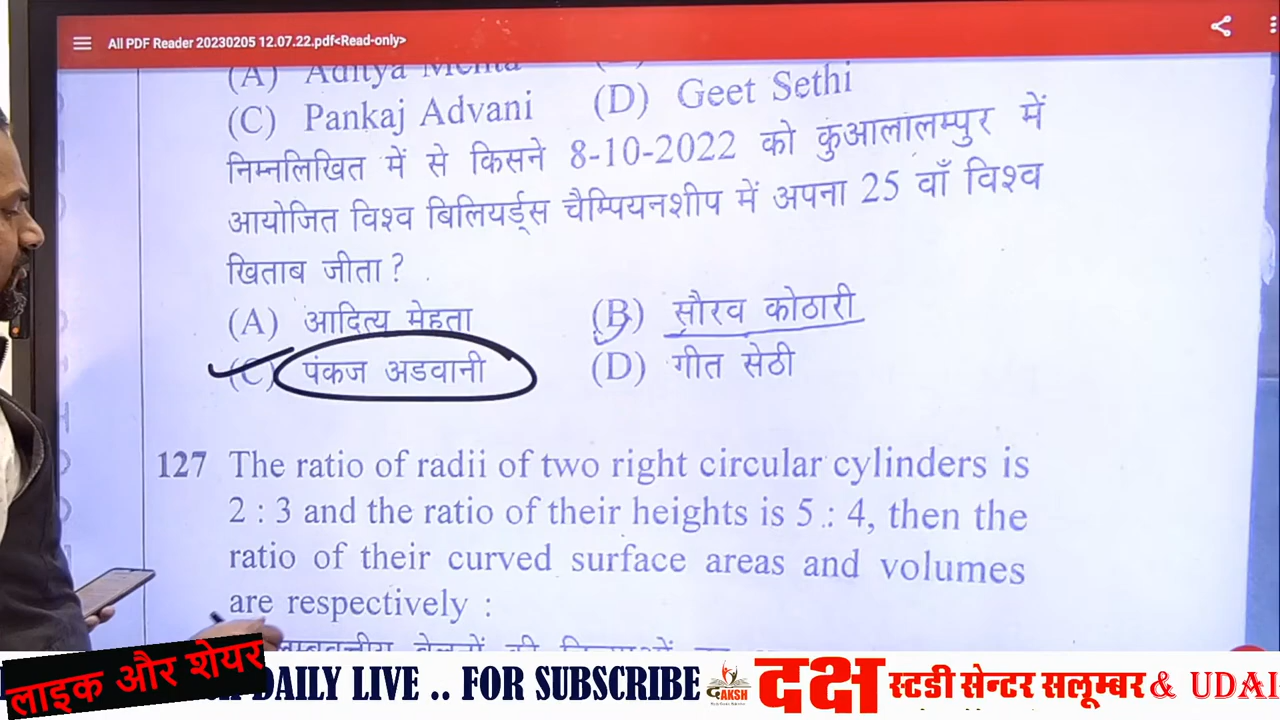 All PDF Reader 20230205 12.07.22.pdf<Read-only>
(A) Aditya Mehta
(C) Pankaj Advani (D) Geet Sethi
निम्नलिखित में से किसने 8-10-2022 को कुआलालम्पुर में
आयोजित विश्व बिलियर्ड्स चैम्पियनशीप में अपना 25 वाँ विश्व
खिताब जीता ?
(A) आदित्य मेहता (B) सौरव कोठारी
(C) पंकज अडवानी (D) गीत सेठी
127 The ratio of radii of two right circular cylinders is
2 : 3 and the ratio of their heights is 5 : 4, then the
ratio of their curved surface areas and volumes
are respectively :
लाइक और शेयर
DAILY LIVE .. FOR SUBSCRIBE
DAKSH
दक्ष स्टडी सेन्टर सलूम्बर & UDAI